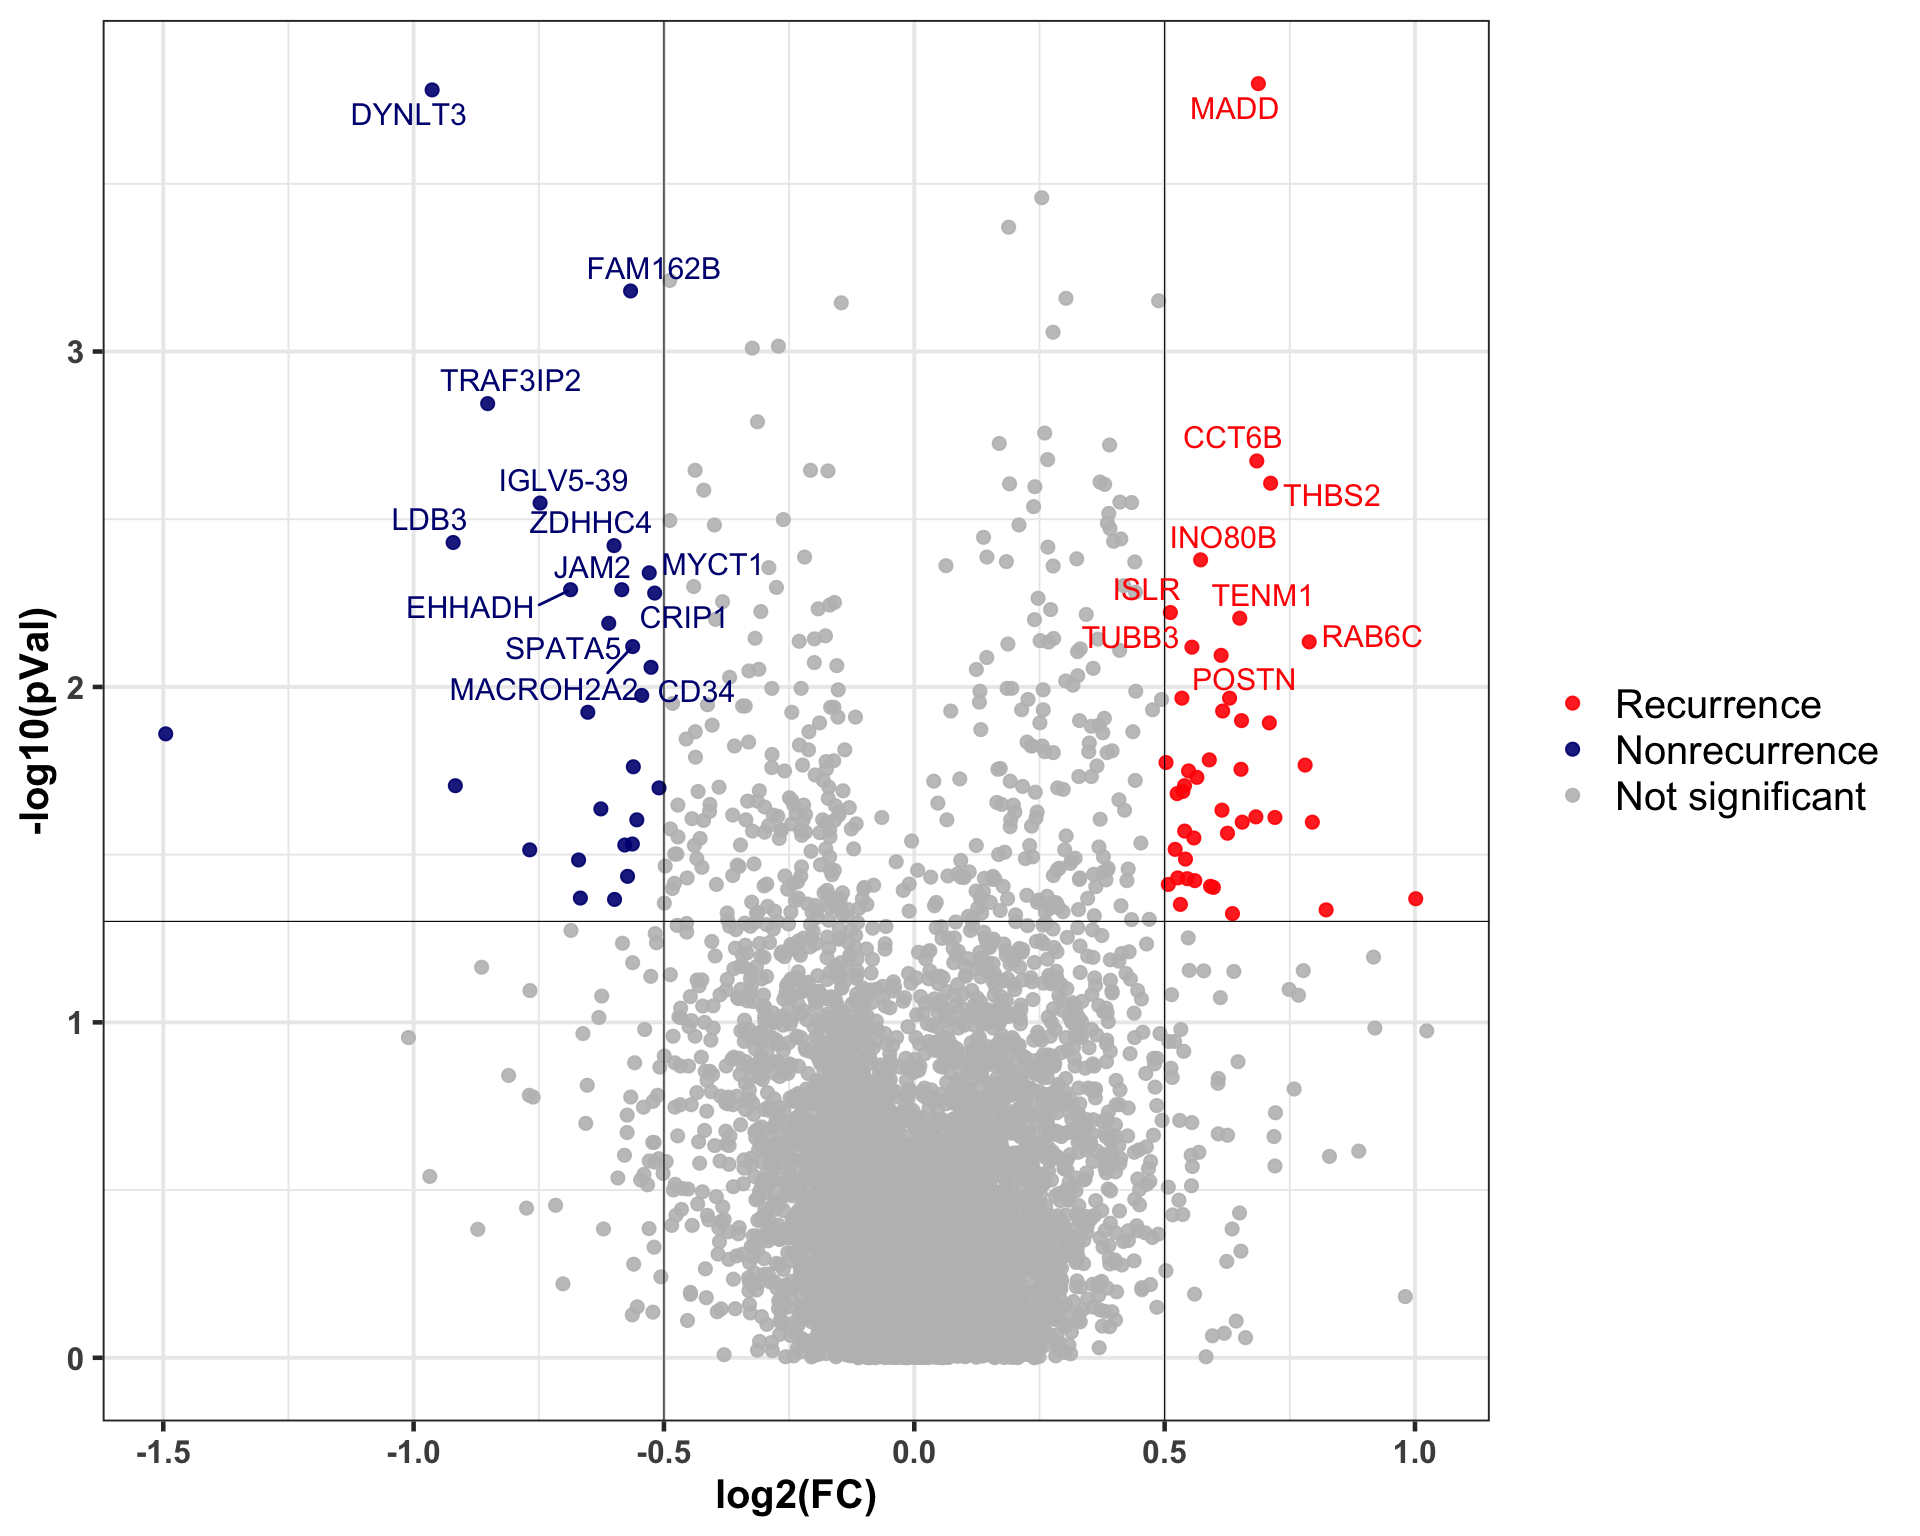 DYNLT3
MADD
FAM162B
TRAF3IP2
CCT6B
IGLV5-39
THBS2
LDB3
ZDHHC4
INO80B
JAM2
MYCT1
ISLR
TENM1
EHHADH
CRIP1
TUBB3
RAB6C
SPATA5
POSTN
MACROH2A2
CD34
3
2
1
0
-log10(pVal)
-1.5
-1.0
-0.5
0.0
0.5
1.0
log2(FC)
Recurrence
Nonrecurrence
Not significant